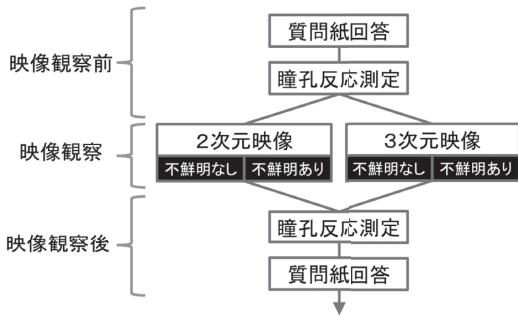 質問紙回答
映像観察前
瞳孔反応測定
2次元映像
3次元映像
映像観察
不鮮明なし 不鮮明あり
不鮮明なし 不鮮明あり
瞳孔反応測定
映像観察後
質問紙回答